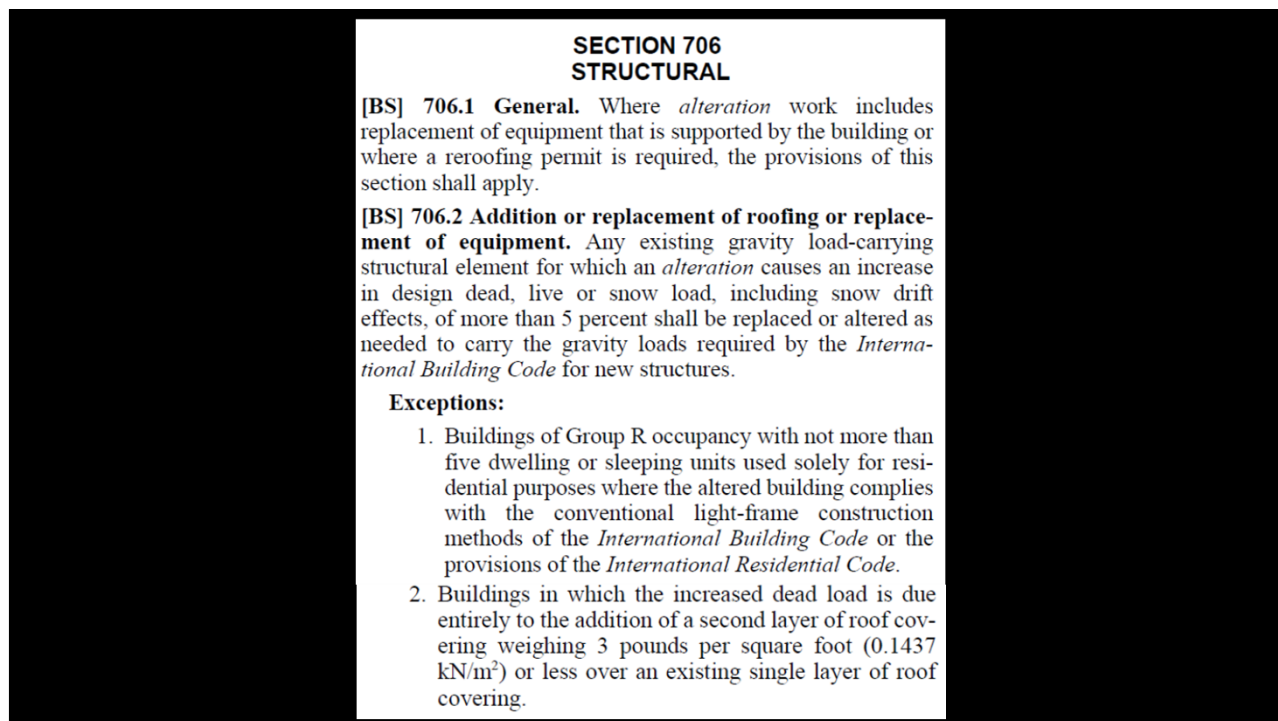 SECTION 706
STRUCTURAL
[BS] 706.1 General. Where alteration work includes
replacement of equipment that is supported by the building or
where a reroofing permit is required, the provisions of this
section shall apply.
[BS] 706.2 Addition or replacement of roofing or replace-
ment of equipment. Any existing gravity load-carrying
structural element for which an alteration causes an increase
in design dead, live or snow load, including snow drift
effects, of more than 5 percent shall be replaced or altered as
needed to carry the gravity loads required by the Interna-
tional Building Code for new structures.
Exceptions:
1. Buildings of Group R occupancy with not more than
five dwelling or sleeping units used solely for resi-
dential purposes where the altered building complies
with the conventional light-frame construction
methods of the International Building Code or the
provisions of the International Residential Code.
2. Buildings in which the increased dead load is due
entirely to the addition of a second layer of roof cov-
ering weighing 3 pounds per square foot (0.1437
kN/m²) or less over an existing single layer of roof
covering.